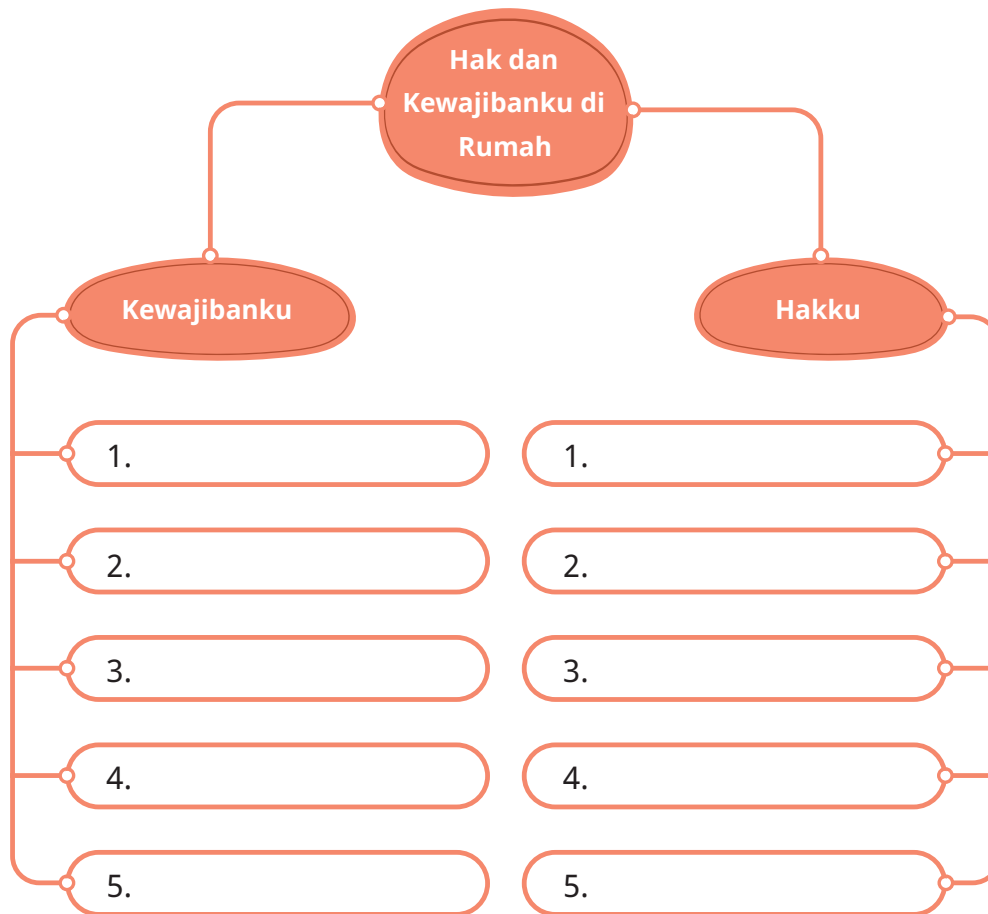 Hak dan
Kewajibanku di
Rumah
Kewajibanku
Hakku
1.
2.
3.
4.
5.
1.
2.
3.
4.
5.